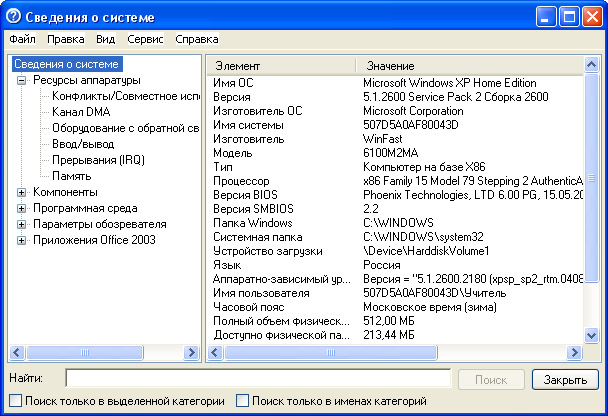 Сведения о системе
Файл Правка Вид Сервис Справка
Сведения о системе
Ресурсы аппаратуры
Конфликты/Совместное испо
Канал DMA
Оборудование с обратной св
Ввод/вывод
Прерывания (IRQ)
Память
Компоненты
Программная среда
Параметры обозревателя
Приложения Office 2003
Элемент Значение
Имя ОС Microsoft Windows XP Home Edition
Версия 5.1.2600 Service Pack 2 Сборка 2600
Изготовитель ОС Microsoft Corporation
Имя системы 507D5A0AF80043D
Изготовитель WinFast
Модель 6100M2MA
Тип Компьютер на базе X86
Процессор x86 Family 15 Model 79 Stepping 2 AuthenticA
Версия BIOS Phoenix Technologies, LTD 6.00 PG, 15.05.20
Версия SMBIOS 2.2
Папка Windows C:\WINDOWS
Системная папка C:\WINDOWS\system32
Устройство загрузки \Device\HarddiskVolume1
Язык Россия
Аппаратно-зависимый ур... Версия = "5.1.2600.2180 (xpsp_sp2_rtm.0408
Имя пользователя 507D5A0AF80043D\Учитель
Часовой пояс Московское время (зима)
Полный объем физическ... 512,00 МБ
Доступно физической па... 213,44 МБ
Найти: Поиск Закрыть
Поиск только в выделенной категории Поиск только в именах категорий